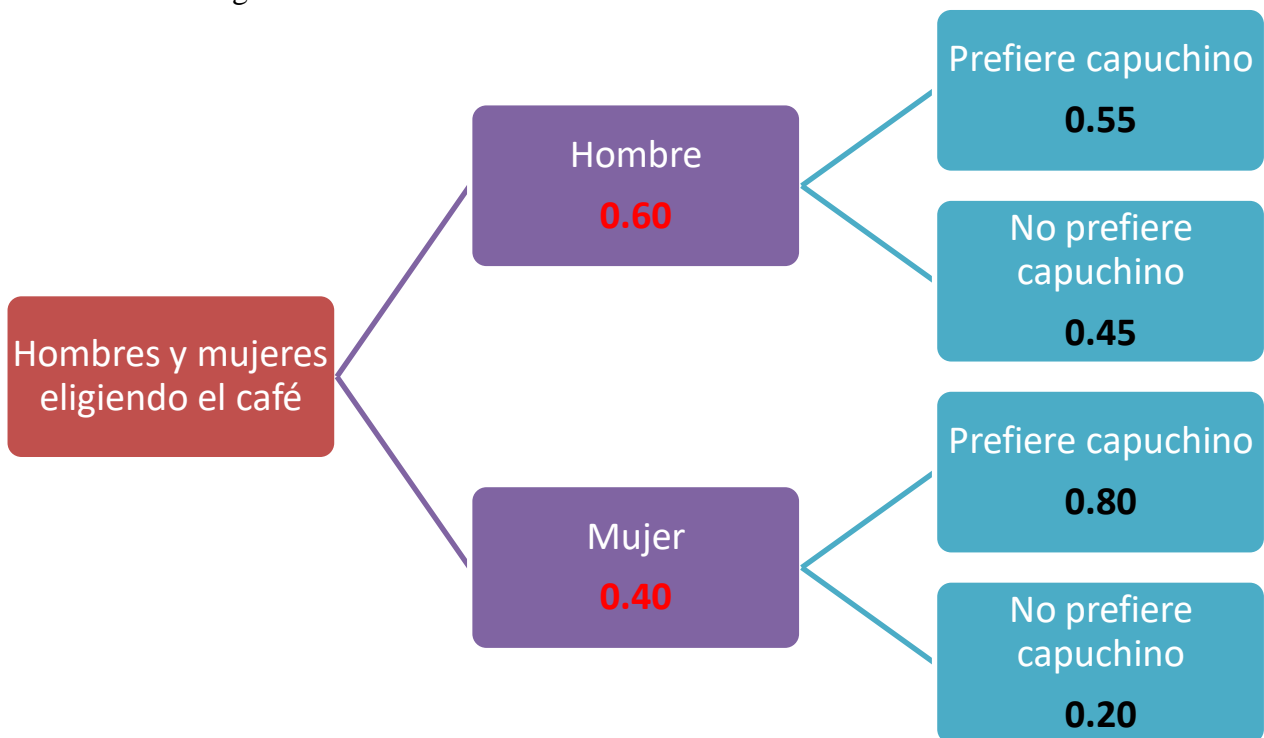 Hombres y mujeres
eligiendo el café
Hombre
0.60
Prefiere capuchino
0.55
No prefiere
capuchino
0.45
Mujer
0.40
Prefiere capuchino
0.80
No prefiere
capuchino
0.20